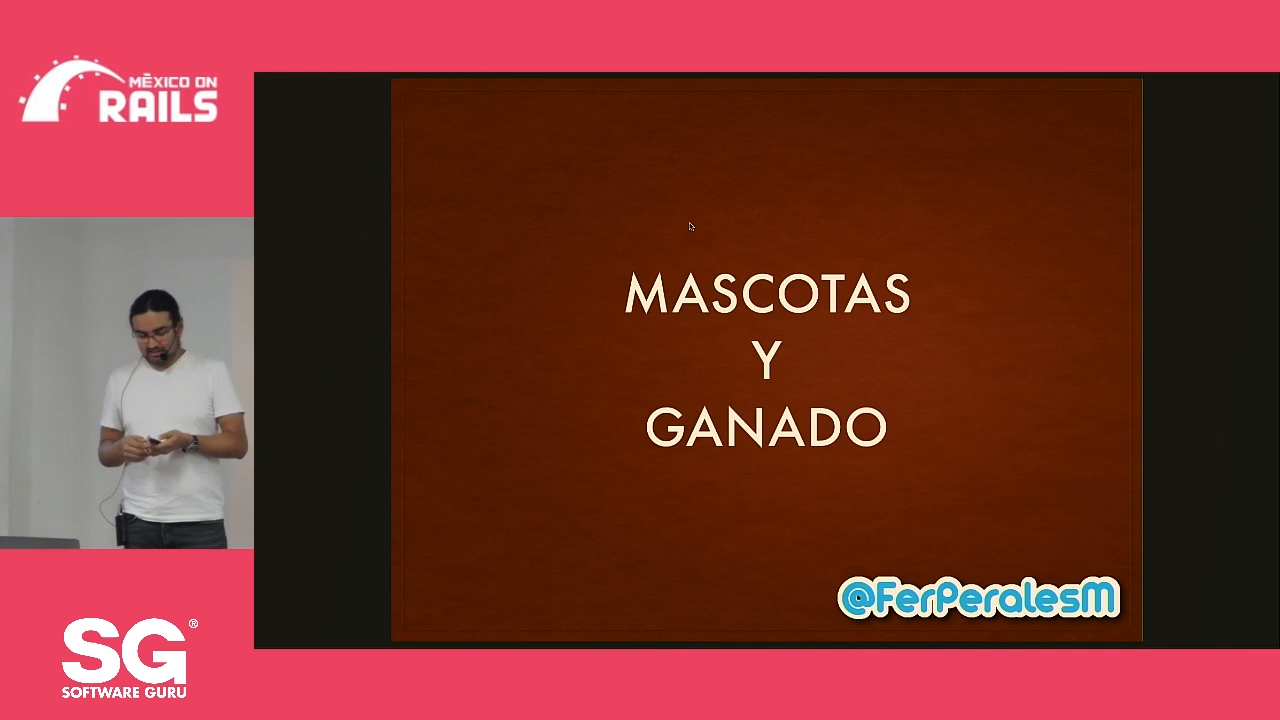 MÉXICO ON
RAILS
MASCOTAS
Y
GANADO
@FerPeralesM
SG®
SOFTWARE GURU